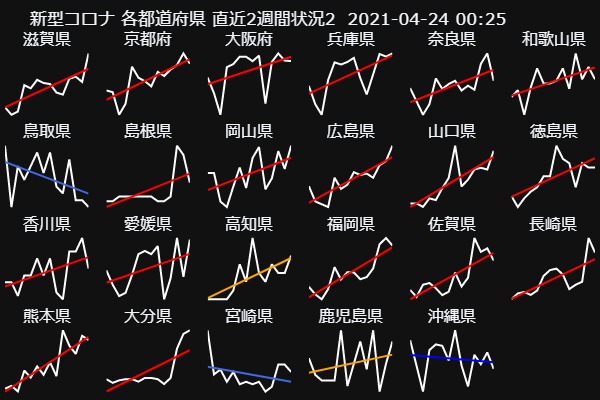 新型コロナ 各都道府県 直近2週間状況2 2021-04-24 00:25
滋賀県 京都府 大阪府 兵庫県 奈良県 和歌山県
鳥取県 島根県 岡山県 広島県 山口県 徳島県
香川県 愛媛県 高知県 福岡県 佐賀県 長崎県
熊本県 大分県 宮崎県 鹿児島県 沖縄県